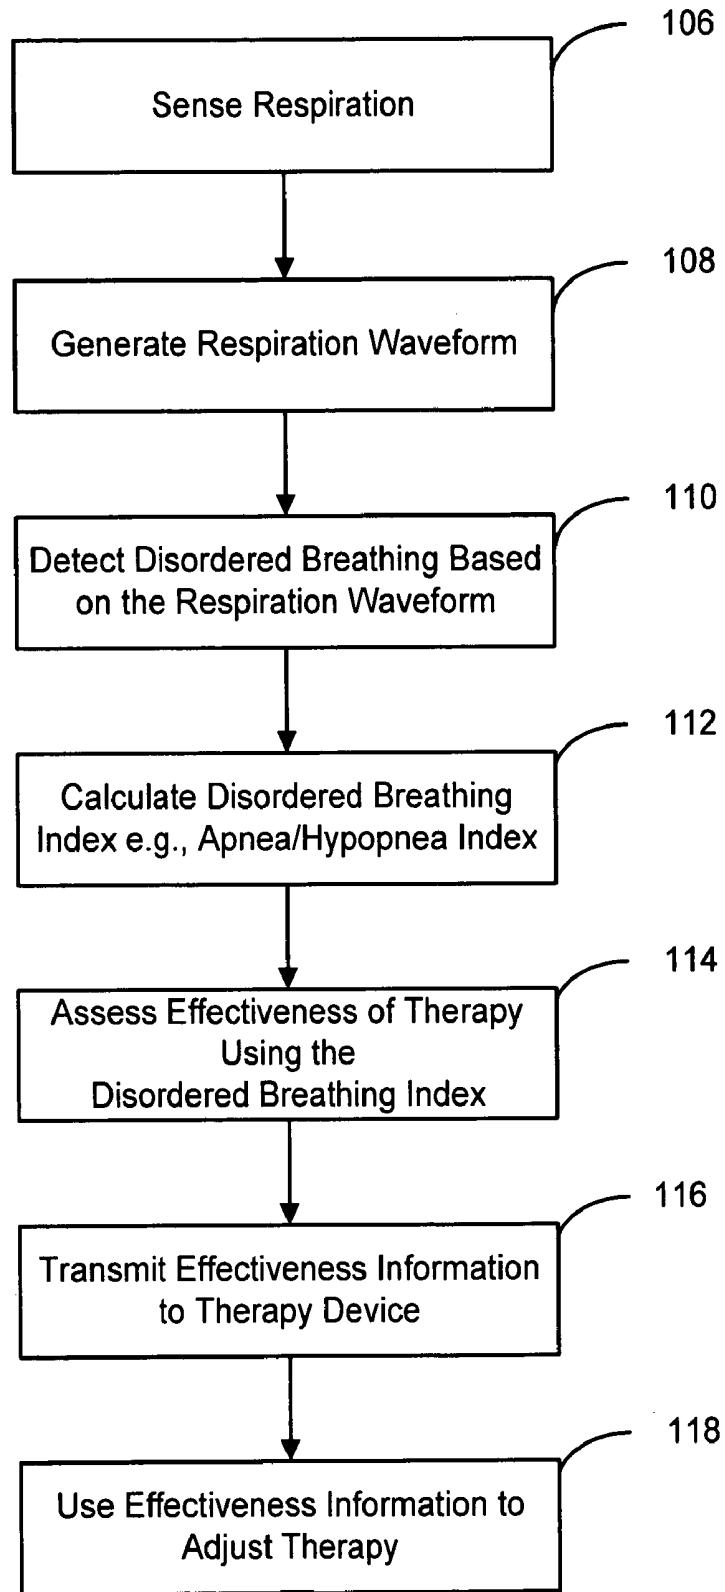 106
Sense Respiration
108
Generate Respiration Waveform
110
Detect Disordered Breathing Based
on the Respiration Waveform
112
Calculate Disordered Breathing
Index e.g., Apnea/Hypopnea Index
114
Assess Effectiveness of Therapy
Using the
Disordered Breathing Index
116
Transmit Effectiveness Information
to Therapy Device
118
Use Effectiveness Information to
Adjust Therapy